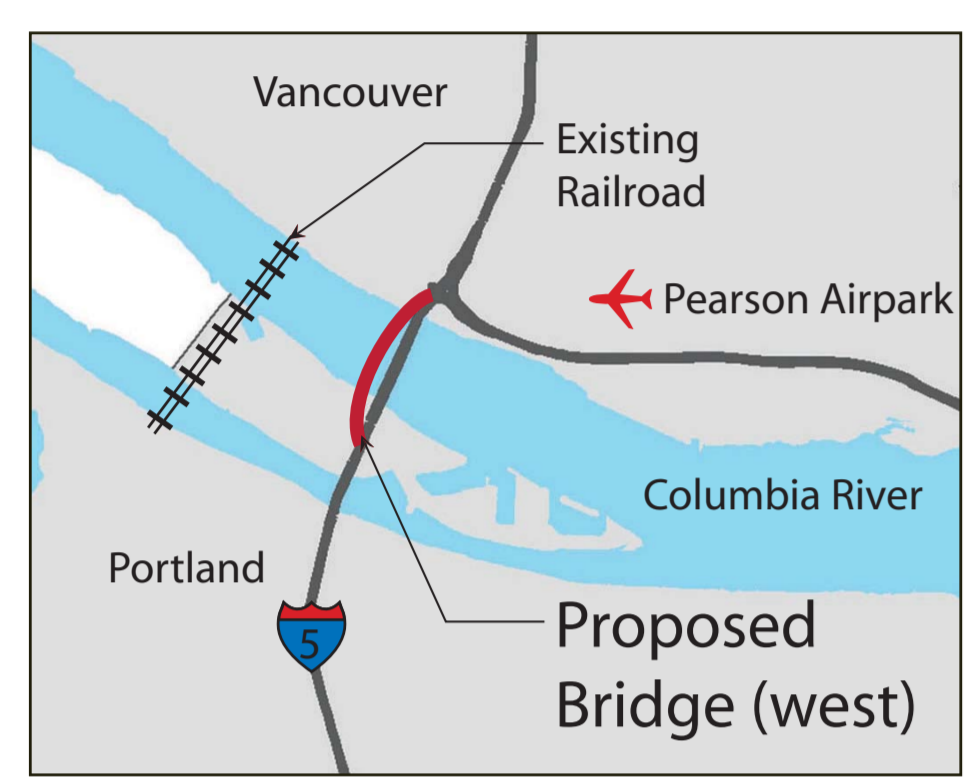 Vancouver
Existing
Railroad
Pearson Airpark
Columbia River
Portland
5
Proposed
Bridge (west)